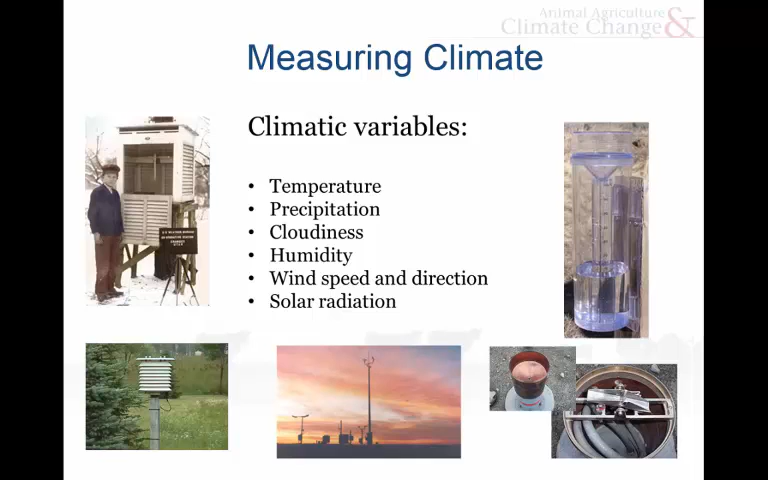 Animal Agriculture
Climate Change &
Measuring Climate
Climatic variables:
• Temperature
• Precipitation
• Cloudiness
• Humidity
• Wind speed and direction
• Solar radiation